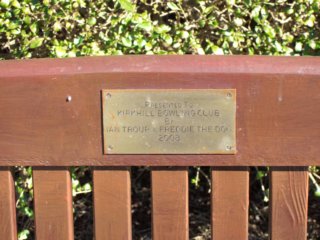 PRESENTED TO
KIRKHILL BOWLING CLUB
BY
IAN TROUP & FREDDIE THE DOG
2008